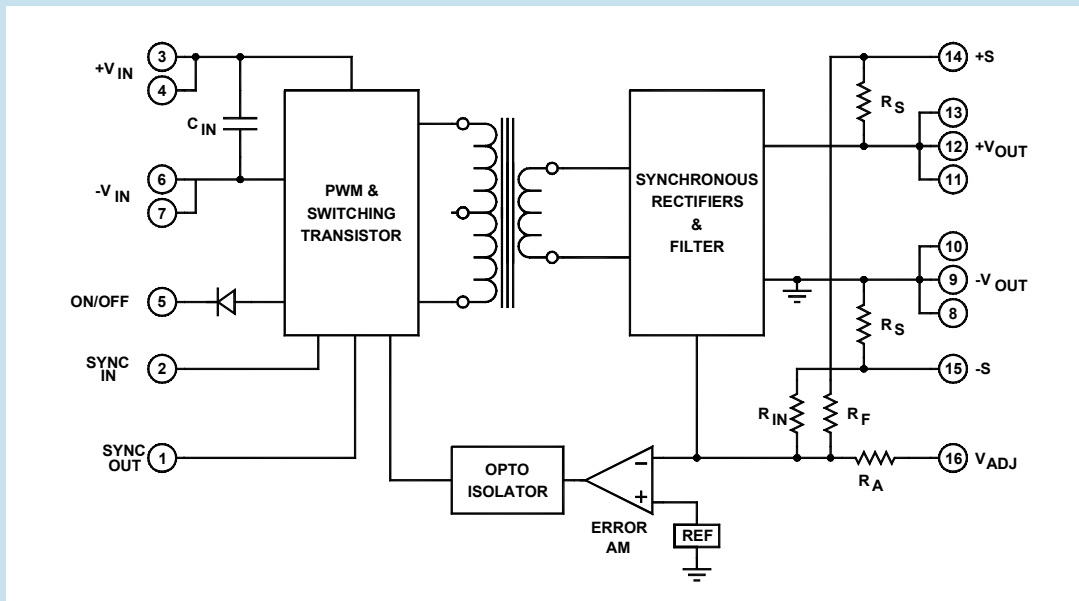 3
+V IN
4
C IN
6
-V IN
7
ON/OFF
5
SYNC
IN
2
SYNC
OUT
1
PWM &
SWITCHING
TRANSISTOR
SYNCHRONOUS
RECTIFIERS
&
FILTER
OPTO
ISOLATOR
−
+
ERROR
AM
REF
14 +S
R S
13
12 +VOUT
11
10
9 -V OUT
8
R S
15 -S
R IN
R F
16 V ADJ
R A